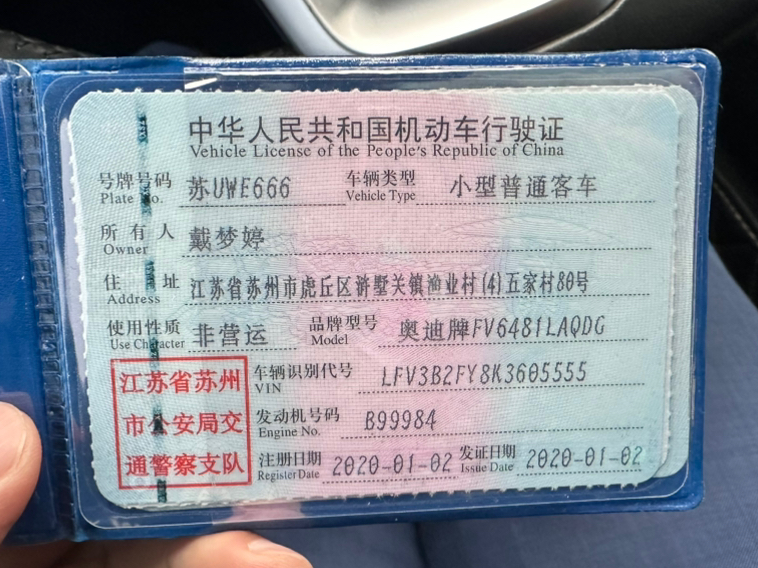 中华人民共和国机动车行驶证
Vehicle License of the People's Republic of China
号牌号码 苏UWE666 车辆类型 小型普通客车
Plate No. Vehicle Type
所有人 戴梦婷
Owner
住址 江苏省苏州市虎丘区浒墅关镇渔业村(4)五家村80号
Address
使用性质 非营运 品牌型号 奥迪牌FV6481LAQDG
Use Character Model
江苏省苏州
市公安局交
通警察支队
车辆识别代号 LFV3B2FY8K3605555
VIN
发动机号码 B99984
Engine No.
注册日期 2020-01-02 发证日期 2020-01-02
Register Date Issue Date